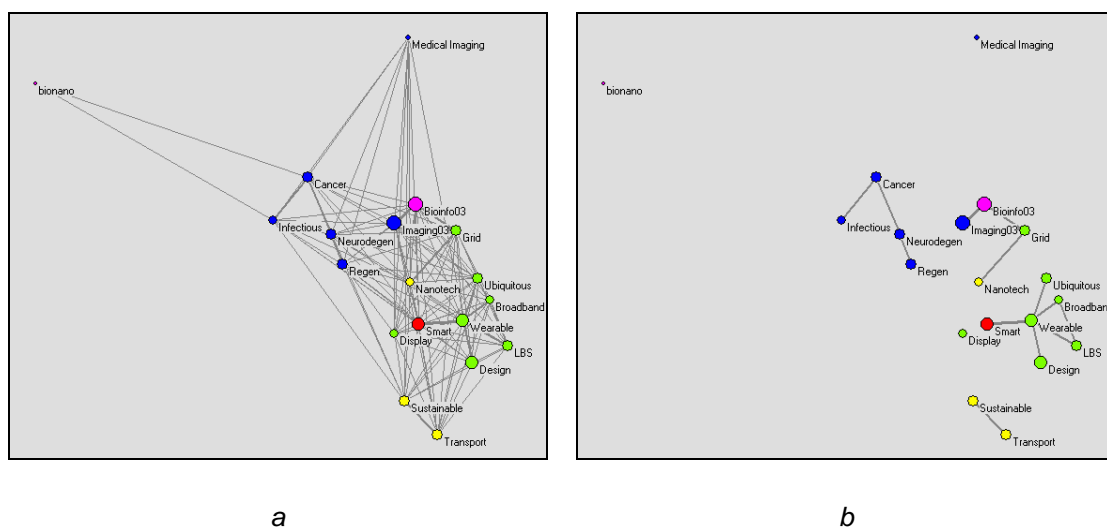 Medical Imaging
bionano
Cancer
Bioinfo03
Infectious
Imaging03
Neurodegen
Grid
Regen
Nanotech
Ubiquitous
Broadband
Smart
Wearable
Display
LBS
Design
Sustainable
Transport
a
Medical Imaging
bionano
Cancer
Bioinfo03
Infectious
Imaging03
Neurodegen
Grid
Regen
Nanotech
Ubiquitous
Broadband
Smart
Wearable
Display
LBS
Design
Sustainable
Transport
b